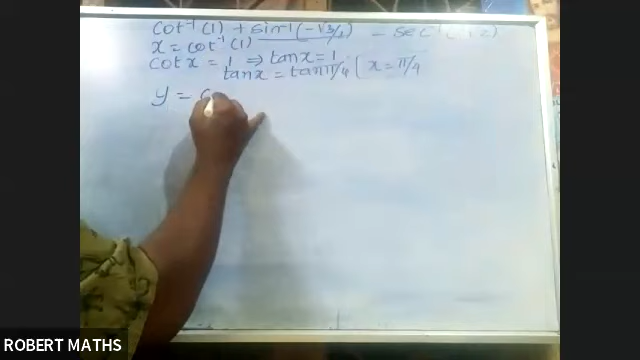 cot⁻¹(1) + sin⁻¹(-√3/2) - sec⁻¹(
x = cot⁻¹(1)
cot x = 1 ⇒ tan x = 1
tan x = tan π/4 [ x = π/4
y =
ROBERT MATHS